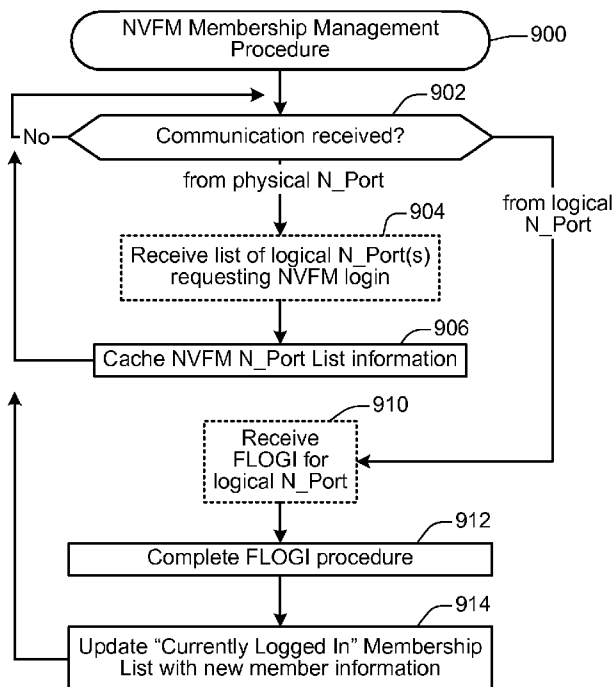 NVFM Membership Management
Procedure
900
902
No
Communication received?
from physical N_Port
from logical
N_Port
904
Receive list of logical N_Port(s)
requesting NVFM login
906
Cache NVFM N_Port List information
910
Receive
FLOGI for
logical N_Port
912
Complete FLOGI procedure
914
Update “Currently Logged In” Membership
List with new member information